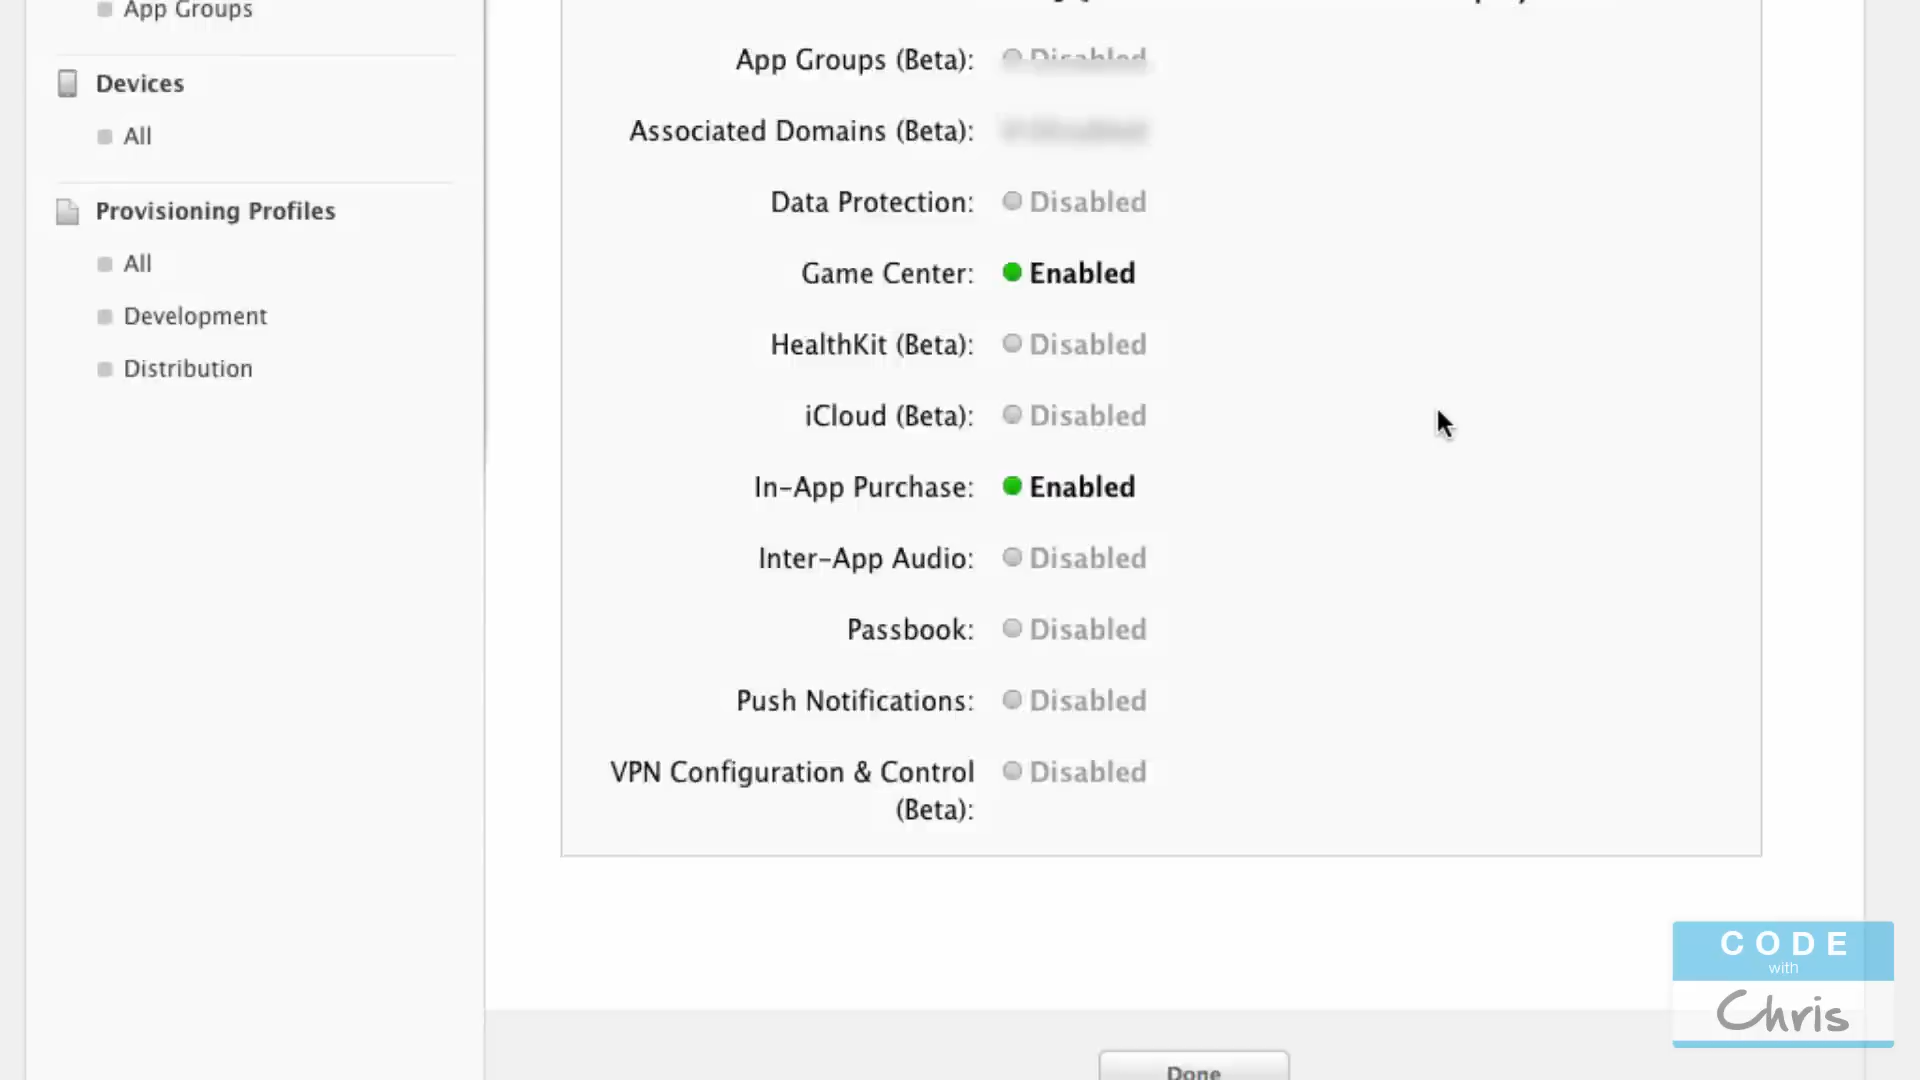 App Groups
Devices
All
Provisioning Profiles
All
Development
Distribution
App Groups (Beta): Disabled
Associated Domains (Beta):
Data Protection: Disabled
Game Center: Enabled
HealthKit (Beta): Disabled
iCloud (Beta): Disabled
In-App Purchase: Enabled
Inter-App Audio: Disabled
Passbook: Disabled
Push Notifications: Disabled
VPN Configuration & Control Disabled
(Beta):
Done
CODE
with
Chris